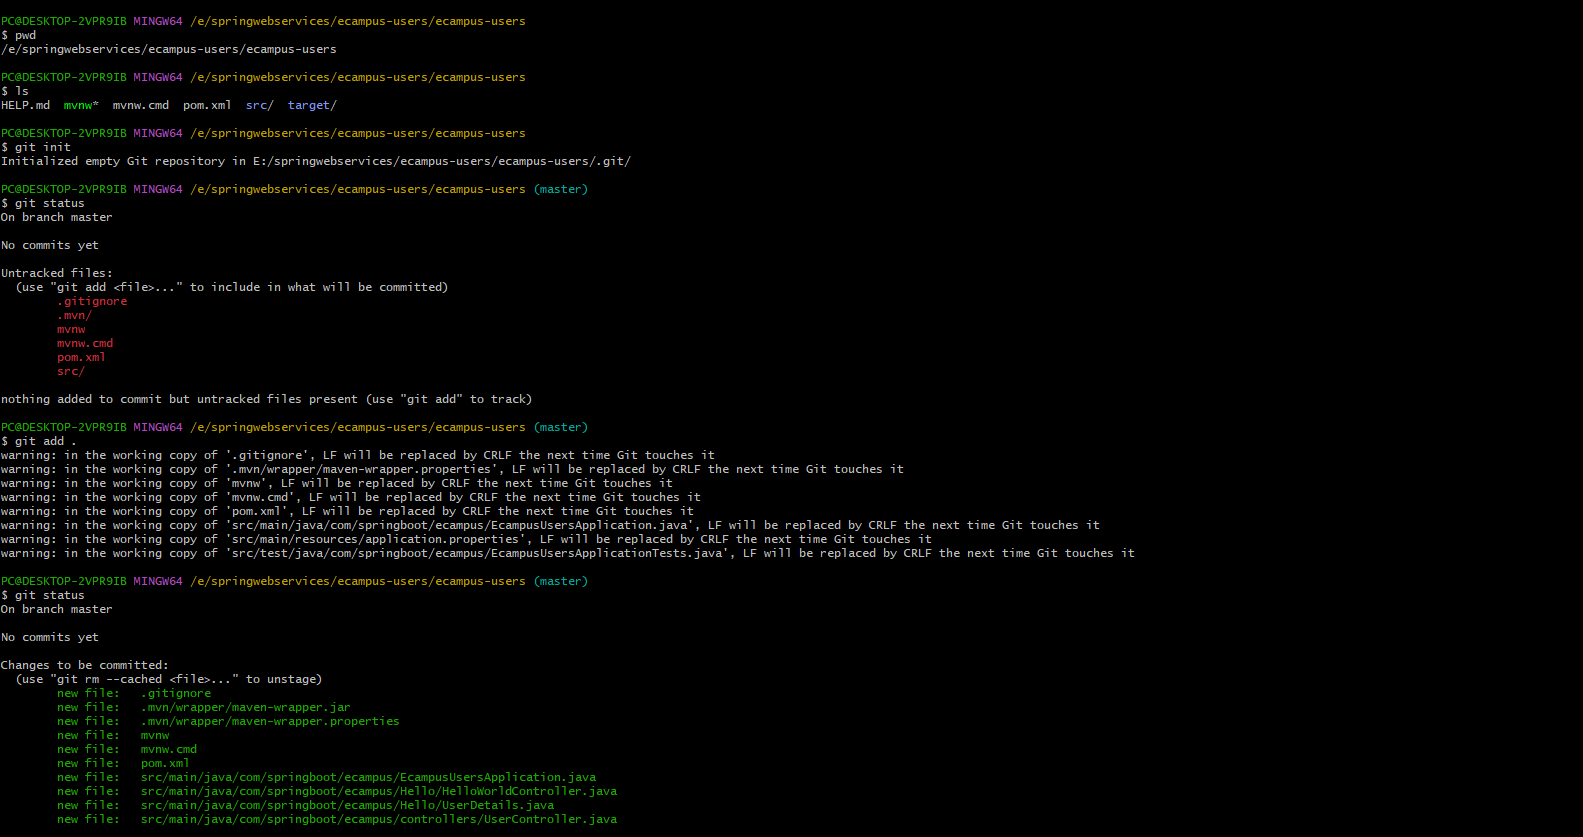 PC@DESKTOP-2VPR9IB MINGW64 /e/springwebservices/ecampus-users/ecampus-users
$ pwd
/e/springwebservices/ecampus-users/ecampus-users
PC@DESKTOP-2VPR9IB MINGW64 /e/springwebservices/ecampus-users/ecampus-users
$ ls
HELP.md  mvnw*  mvnw.cmd  pom.xml  src/  target/
PC@DESKTOP-2VPR9IB MINGW64 /e/springwebservices/ecampus-users/ecampus-users
$ git init
Initialized empty Git repository in E:/springwebservices/ecampus-users/ecampus-users/.git/
PC@DESKTOP-2VPR9IB MINGW64 /e/springwebservices/ecampus-users/ecampus-users (master)
$ git status
On branch master
No commits yet
Untracked files:
  (use "git add <file>..." to include in what will be committed)
        .gitignore
        .mvn/
        mvnw
        mvnw.cmd
        pom.xml
        src/
nothing added to commit but untracked files present (use "git add" to track)
PC@DESKTOP-2VPR9IB MINGW64 /e/springwebservices/ecampus-users/ecampus-users (master)
$ git add .
warning: in the working copy of '.gitignore', LF will be replaced by CRLF the next time Git touches it
warning: in the working copy of '.mvn/wrapper/maven-wrapper.properties', LF will be replaced by CRLF the next time Git touches it
warning: in the working copy of 'mvnw', LF will be replaced by CRLF the next time Git touches it
warning: in the working copy of 'mvnw.cmd', LF will be replaced by CRLF the next time Git touches it
warning: in the working copy of 'pom.xml', LF will be replaced by CRLF the next time Git touches it
warning: in the working copy of 'src/main/java/com/springboot/ecampus/EcampusUsersApplication.java', LF will be replaced by CRLF the next time Git touches it
warning: in the working copy of 'src/main/resources/application.properties', LF will be replaced by CRLF the next time Git touches it
warning: in the working copy of 'src/test/java/com/springboot/ecampus/EcampusUsersApplicationTests.java', LF will be replaced by CRLF the next time Git touches it
PC@DESKTOP-2VPR9IB MINGW64 /e/springwebservices/ecampus-users/ecampus-users (master)
$ git status
On branch master
No commits yet
Changes to be committed:
  (use "git rm --cached <file>..." to unstage)
        new file:   .gitignore
        new file:   .mvn/wrapper/maven-wrapper.jar
        new file:   .mvn/wrapper/maven-wrapper.properties
        new file:   mvnw
        new file:   mvnw.cmd
        new file:   pom.xml
        new file:   src/main/java/com/springboot/ecampus/EcampusUsersApplication.java
        new file:   src/main/java/com/springboot/ecampus/Hello/HelloWorldController.java
        new file:   src/main/java/com/springboot/ecampus/Hello/UserDetails.java
        new file:   src/main/java/com/springboot/ecampus/controllers/UserController.java